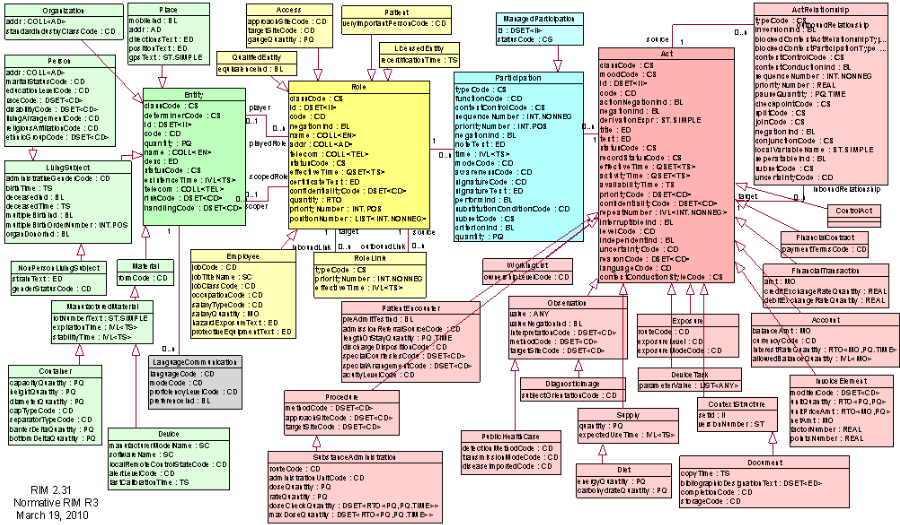 Organization
addr : COLL<AD>
standardIndustryClassCode : CD
Place
mobileInd : BL
addr : AD
directionsText : ED
positionText : ED
gpsText : ST.SIMPLE
Access
approachSiteCode : CD
targetSiteCode : CD
gaugeQuantity : PQ
Patient
veryImportantPersonCode : CD
ManagedParticipation
id : DSET<II>
statusCode : CS
ActRelationship
typeCode : CS
inversionInd : BL
outboundRelationship
blockedContextActRelationshipType...
blockedContextParticipationType ...
contextControlCode : CS
contextConductionInd : BL
sequenceNumber : INT.NONNEG
priorityNumber : REAL
pauseQuantity : PQ.TIME
checkpointCode : CS
splitCode : CS
joinCode : CS
negationInd : BL
conjunctionCode : CS
localVariableName : ST.SIMPLE
seperatableInd : BL
subsetCode : CS
uncertaintyCode : CD
source
1
0..n
Person
addr : COLL<AD>
maritalStatusCode : CD
educationLevelCode : CD
raceCode : DSET<CD>
disabilityCode : DSET<CD>
livingArrangementCode : CD
religiousAffiliationCode : CD
ethnicGroupCode : DSET<CD>
QualifiedEntity
equivalenceInd : BL
LicensedEntity
recertificationTime : TS
Entity
classCode : CS
determinerCode : CS
id : DSET<II>
code : CD
quantity : PQ
name : COLL<EN>
desc : ED
statusCode : CS
existenceTime : IVL<TS>
telecom : COLL<TEL>
riskCode : DSET<CD>
handlingCode : DSET<CD>
player
0..1
0..n
playedRole
scopedRole
0..n
0..1
scoper
Role
classCode : CS
id : DSET<II>
code : CD
negationInd : BL
name : COLL<EN>
addr : COLL<AD>
telecom : COLL<TEL>
statusCode : CS
effectiveTime : QSET<TS>
certificateText : ED
confidentialityCode : DSET<CD>
quantity : RTO
priorityNumber : INT.POS
positionNumber : LIST<INT.NONNEG>
1
0..n
Participation
typeCode : CS
functionCode : CD
contextControlCode : CS
sequenceNumber : INT.NONNEG
priorityNumber : INT.POS
negationInd : BL
noteText : ED
time : IVL<TS>
modeCode : CD
awarenessCode : CD
signatureCode : CD
signatureText : ED
performInd : BL
substitutionConditionCode : CD
subsetCode : CS
criterionInd : BL
quantity : PQ
0..n
1
Act
classCode : CS
moodCode : CS
id : DSET<II>
code : CD
actionNegationInd : BL
negationInd : BL
derivationExpr : ST.SIMPLE
title : ED
text : ED
statusCode : CS
recordStatusCode : CS
effectiveTime : QSET<TS>
activityTime : QSET<TS>
availabilityTime : TS
priorityCode : DSET<CD>
confidentialityCode : DSET<CD>
repeatNumber : IVL<INT.NONNEG>
interruptibleInd : BL
levelCode : CD
independentInd : BL
uncertaintyCode : CD
reasonCode : DSET<CD>
languageCode : CD
contextConductionStyleCode : CS
inboundRelationship
1
0..n
target
LivingSubject
administrativeGenderCode : CD
birthTime : TS
deceasedInd : BL
deceasedTime : TS
multipleBirthInd : BL
multipleBirthOrderNumber : INT.POS
organDonorInd : BL
ControlAct
target
1
1
source
inboundLink
0..n
outboundLink
0..n
FinancialContract
paymentTermsCode : CD
Employee
jobCode : CD
jobTitleName : SC
jobClassCode : CD
occupationCode : CD
salaryTypeCode : CD
salaryQuantity : MO
hazardExposureText : ED
protectiveEquipmentText : ED
RoleLink
typeCode : CS
priorityNumber : INT.NONNEG
effectiveTime : IVL<TS>
WorkingList
ownershipLevelCode : CD
NonPersonLivingSubject
strainText : ED
genderStatusCode : CD
Material
formCode : CD
FinancialTransaction
amt : MO
creditExchangeRateQuantity : REAL
debitExchangeRateQuantity : REAL
ManufacturedMaterial
lotNumberText : ST.SIMPLE
expirationTime : IVL<TS>
stabilityTime : IVL<TS>
PatientEncounter
preAdmitTestInd : BL
admissionReferralSourceCode : CD
lengthOfStayQuantity : PQ.TIME
dischargeDispositionCode : CD
specialCourtesiesCode : DSET<CD>
specialArrangementCode : DSET<CD>
acuityLevelCode : CD
Observation
value : ANY
valueNegationInd : BL
interpretationCode : DSET<CD>
methodCode : DSET<CD>
targetSiteCode : DSET<CD>
Exposure
routeCode : CD
exposureLevel : CD
exposureModeCode : CD
Account
balanceAmt : MO
currencyCode : CD
interestRateQuantity : RTO<MO,PQ.TIME>
allowedBalanceQuantity : IVL<MO>
LanguageCommunication
languageCode : CD
modeCode : CD
proficiencyLevelCode : CD
preferenceInd : BL
Container
capacityQuantity : PQ
heightQuantity : PQ
diameterQuantity : PQ
capTypeCode : CD
separatorTypeCode : CD
barrierDeltaQuantity : PQ
bottomDeltaQuantity : PQ
DeviceTask
parameterValue : LIST<ANY>
DiagnosticImage
subjectOrientationCode : CD
InvoiceElement
modifierCode : DSET<CD>
unitQuantity : RTO<PQ,PQ>
unitPriceAmt : RTO<MO,PQ>
netAmt : MO
factorNumber : REAL
pointsNumber : REAL
Procedure
methodCode : DSET<CD>
approachSiteCode : DSET<CD>
targetSiteCode : DSET<CD>
Supply
quantity : PQ
expectedUseTime : IVL<TS>
ContextStructure
setId : II
versionNumber : ST
Device
manufacturerModelName : SC
softwareName : SC
localRemoteControlStateCode : CD
alertLevelCode : CD
lastCalibrationTime : TS
PublicHealthCase
detectionMethodCode : CD
transmissionModeCode : CD
diseaseImportedCode : CD
SubstanceAdministration
routeCode : CD
administrationUnitCode : CD
doseQuantity : PQ
rateQuantity : PQ
doseCheckQuantity : DSET<RTO<PQ,PQ.TIME>>
maxDoseQuantity : DSET<RTO<PQ,PQ.TIME>>
Diet
energyQuantity : PQ
carbohydrateQuantity : PQ
Document
copyTime : TS
bibliographicDesignationText : DSET<ED>
completionCode : CD
storageCode : CD
RIM 2.31
Normative RIM R3
March 19, 2010